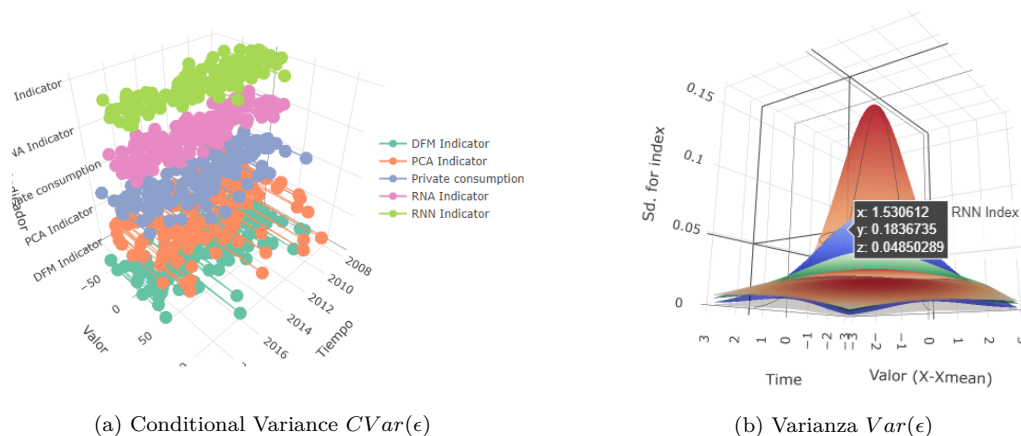 Indicator
NA Indicator
ate consumption
PCA Indicator
DFM Indicator
−50
0
50
Valor
2016
2014
2012
2010
2008
Tiempo
DFM Indicator
PCA Indicator
Private consumption
RNA Indicator
RNN Indicator
(a) Conditional Variance CVar(ϵ)
0.15
0.1
0.05
0
Sd. for index
x: 1.530612
y: 0.1836735
z: 0.04850289
RNN Index
3
2
1
0
−1
−2
−2
−1
0
1
2
Time
Valor (X-Xmean)
(b) Varianza Var(ϵ)